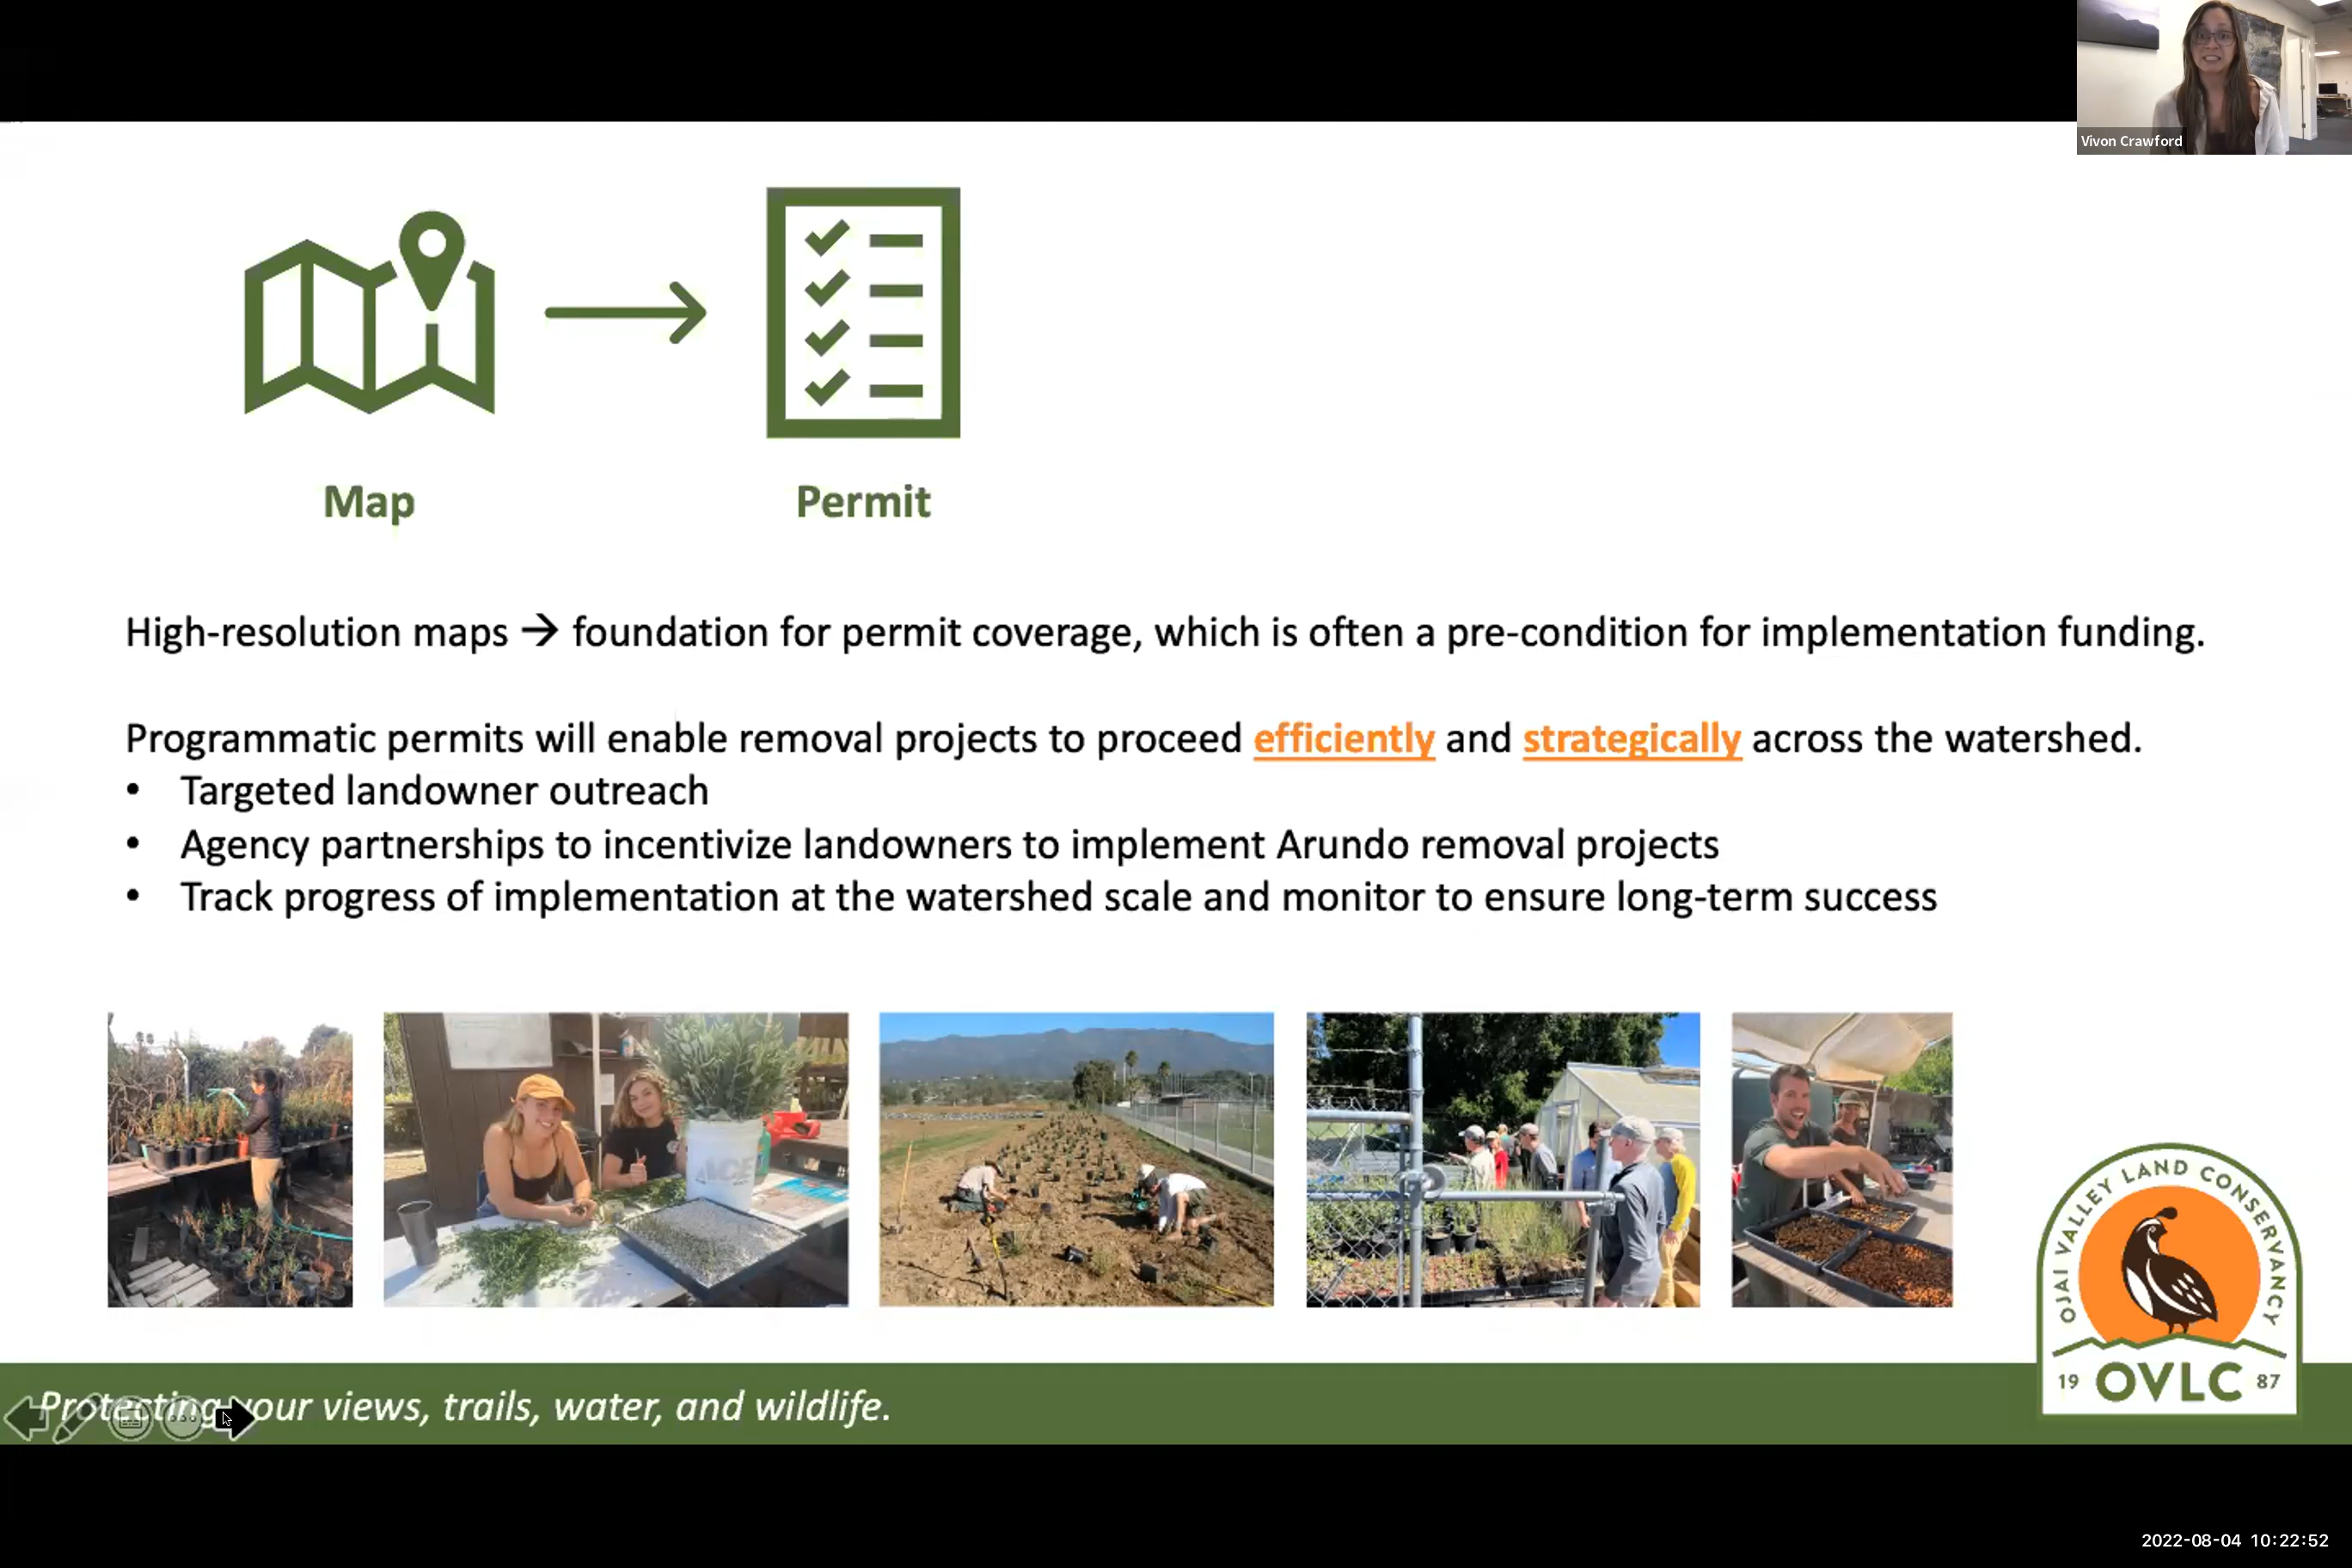 Vivon Crawford
Map
Permit
High-resolution maps → foundation for permit coverage, which is often a pre-condition for implementation funding.
Programmatic permits will enable removal projects to proceed efficiently and strategically across the watershed.
• Targeted landowner outreach
• Agency partnerships to incentivize landowners to implement Arundo removal projects
• Track progress of implementation at the watershed scale and monitor to ensure long-term success
ACE
OJAI VALLEY LAND CONSERVANCY
19 OVLC 87
Protecting your views, trails, water, and wildlife.
2022-08-04 10:22:52